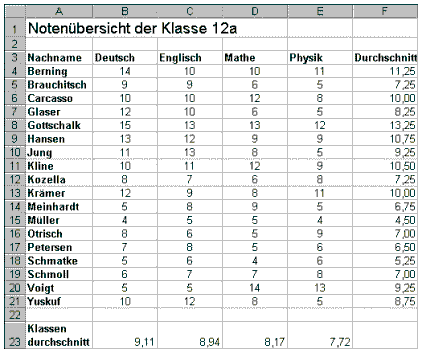 A B C D E F
1 Notenübersicht der Klasse 12a
2
3 Nachname Deutsch Englisch Mathe Physik Durchschnitt
4 Berning 14 10 10 11 11,25
5 Brauchitsch 9 9 6 5 7,25
6 Carcasso 10 10 12 8 10,00
7 Glaser 12 10 6 5 8,25
8 Gottschalk 15 13 13 12 13,25
9 Hansen 13 12 9 9 10,75
10 Jung 11 13 8 5 9,25
11 Kline 10 11 12 9 10,50
12 Kozella 8 7 6 8 7,25
13 Krämer 12 9 8 11 10,00
14 Meinhardt 5 8 9 5 6,75
15 Müller 4 5 5 4 4,50
16 Otrisch 8 6 5 9 7,00
17 Petersen 7 8 5 6 6,50
18 Schmatke 5 6 4 6 5,25
19 Schmoll 6 7 7 8 7,00
20 Voigt 5 5 14 13 9,25
21 Yuskuf 10 12 8 5 8,75
22
Klassen
23 durchschnitt 9,11 8,94 8,17 7,72